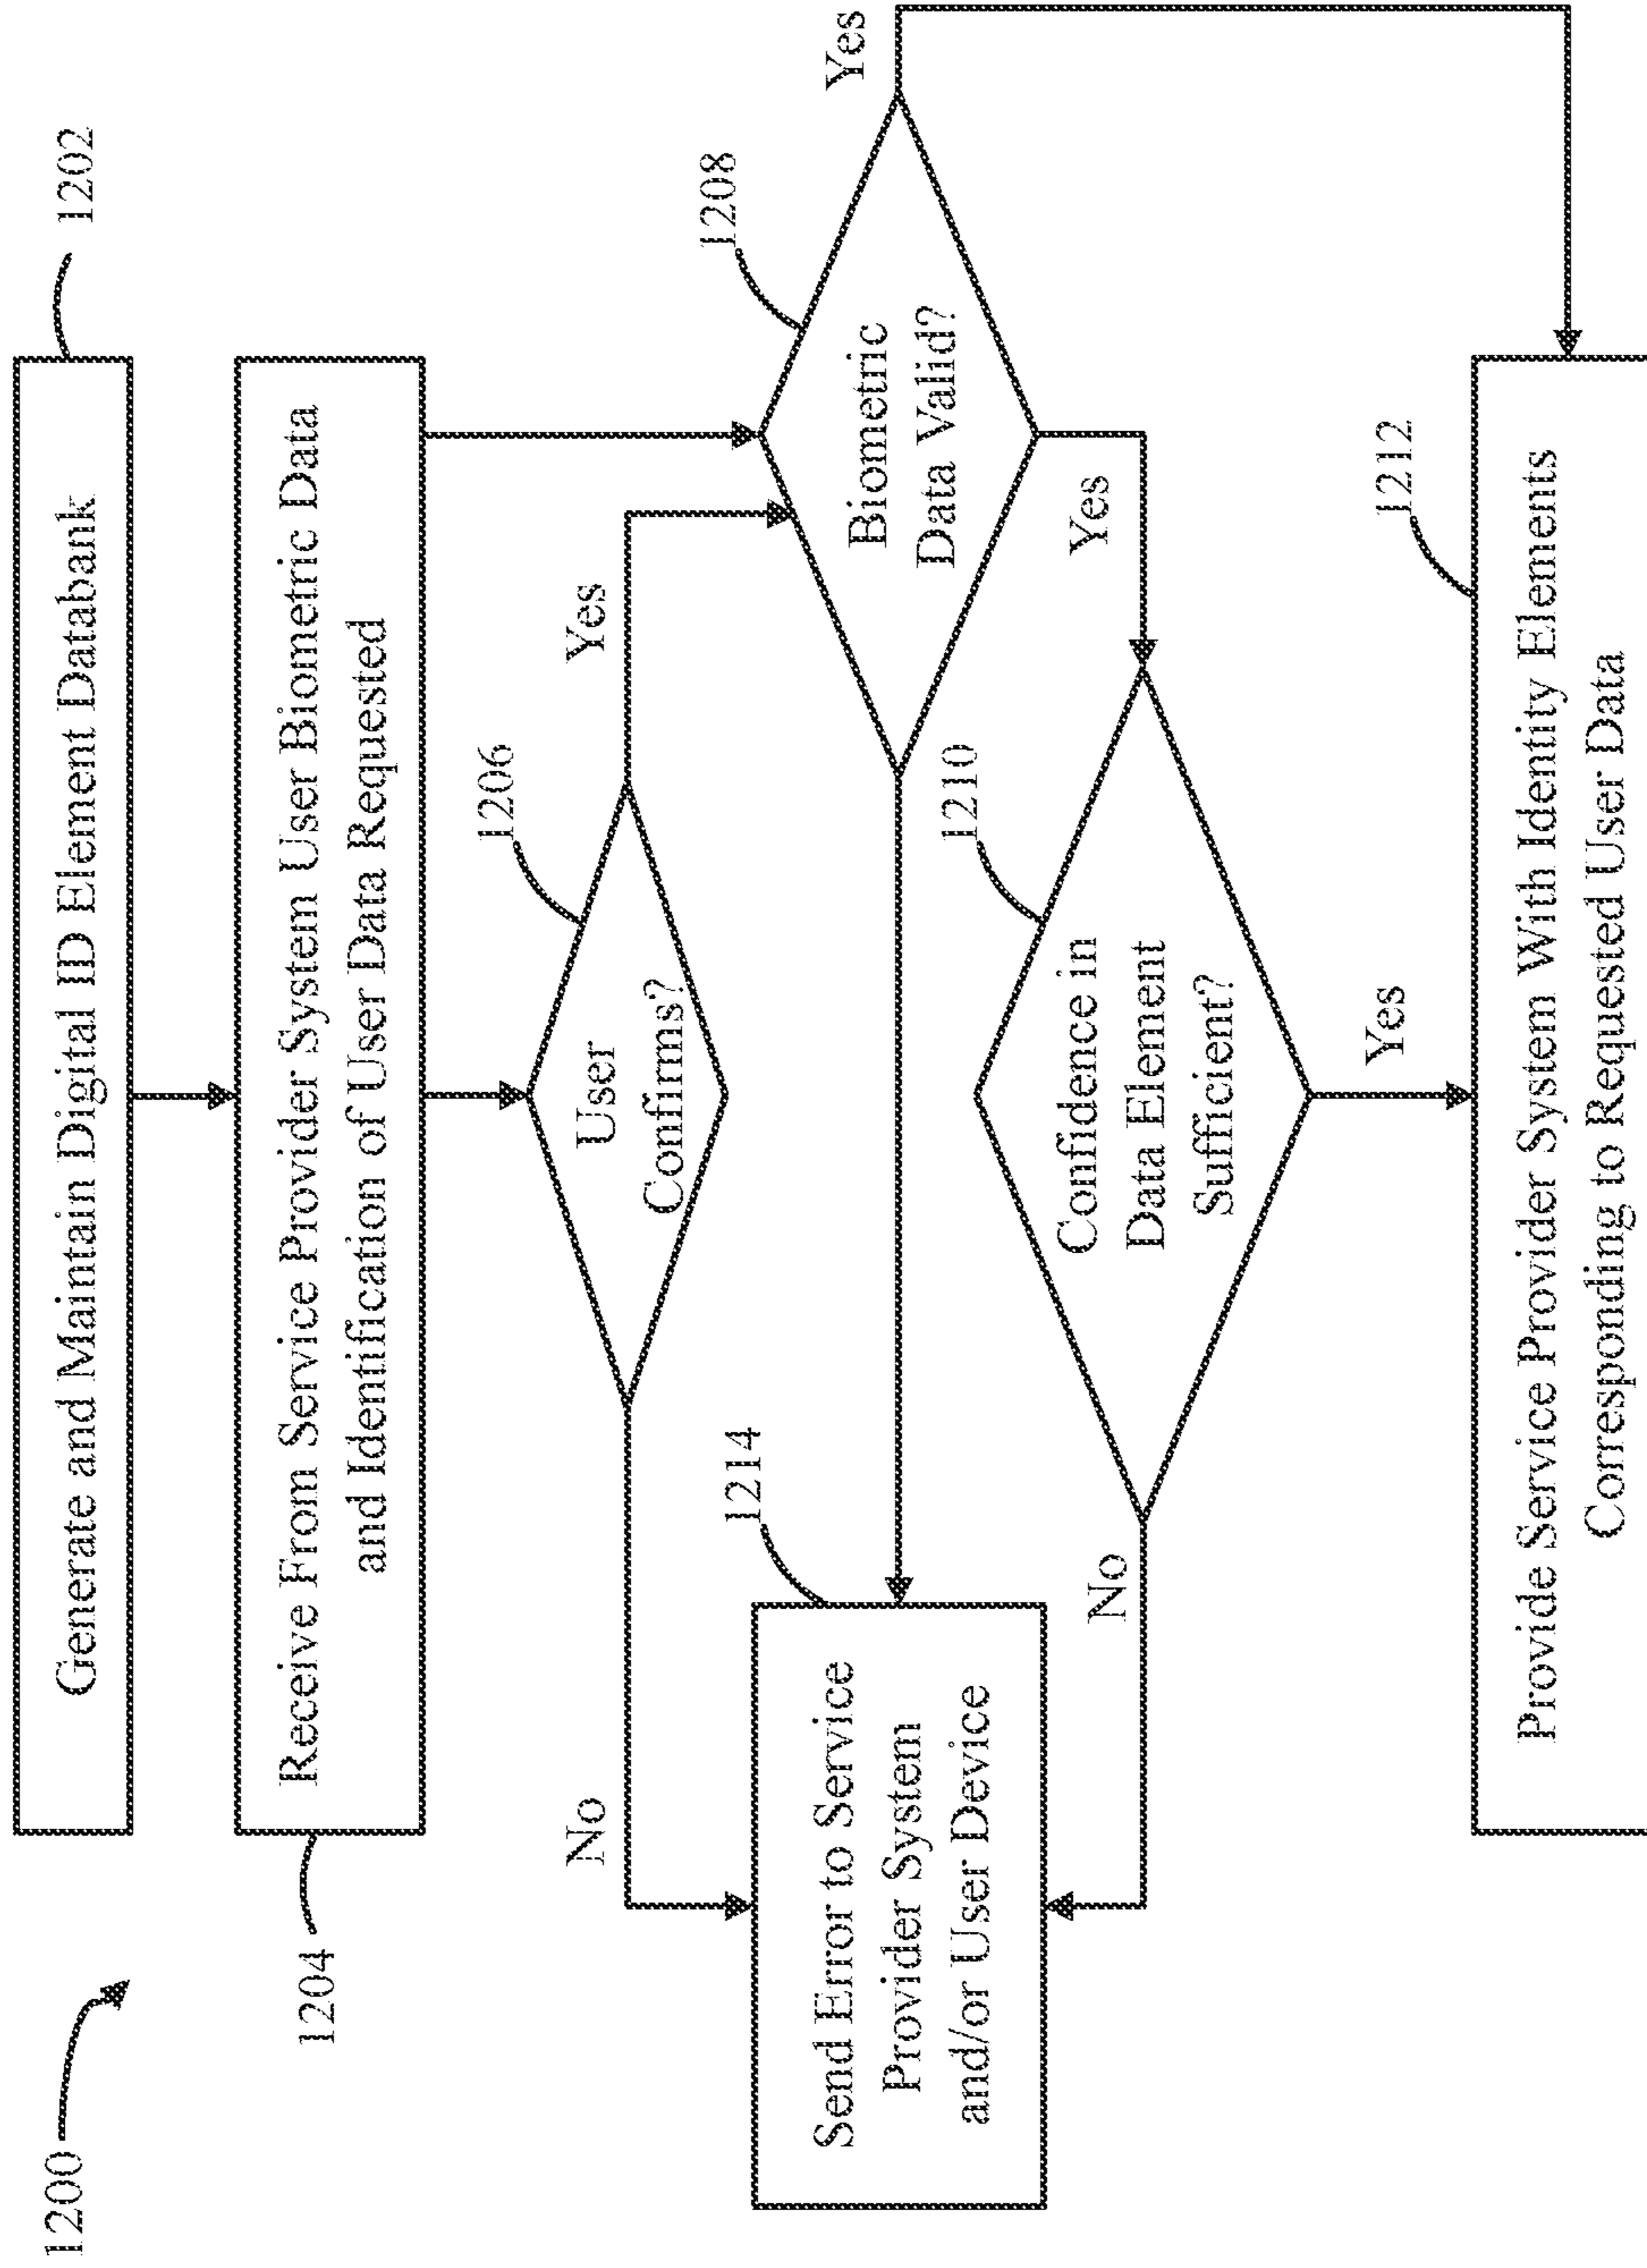 1200
Generate and Maintain Digital ID Element Databank
1202
Receive From Service Provider System User Biometric Data
and Identification of User Data Requested
1204
User
Confirms?
1206
No
Yes
Biometric
Data Valid?
1208
Yes
Yes
Send Error to Service
Provider System
and/or User Device
1214
Confidence in
Data Element
Sufficient?
1210
No
Yes
Provide Service Provider System With Identity Elements
Corresponding to Requested User Data
1212